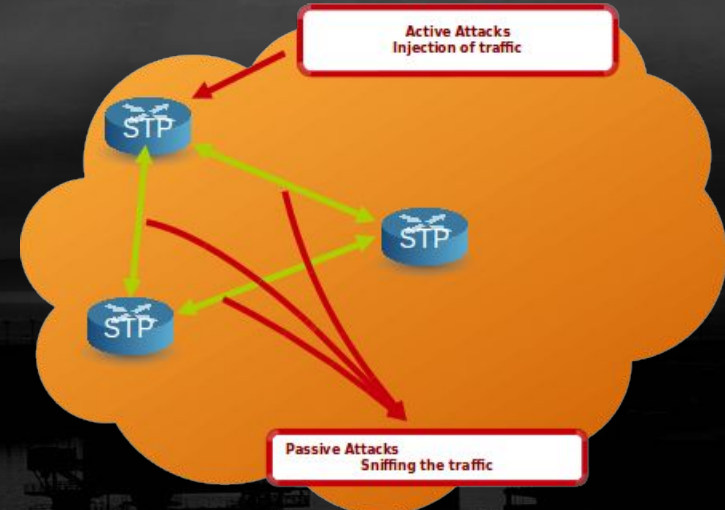 Active Attacks
Injection of traffic
STP
STP
STP
Passive Attacks
Sniffing the traffic